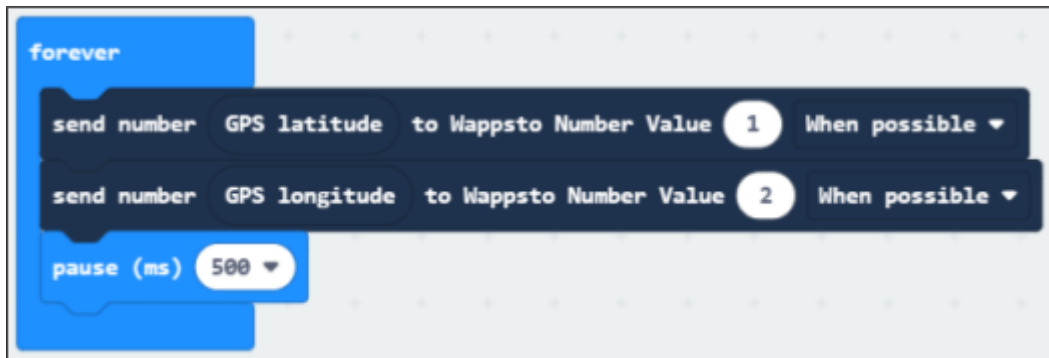 forever
send number GPS latitude to Wappsto Number Value 1 When possible
send number GPS longitude to Wappsto Number Value 2 When possible
pause (ms) 500